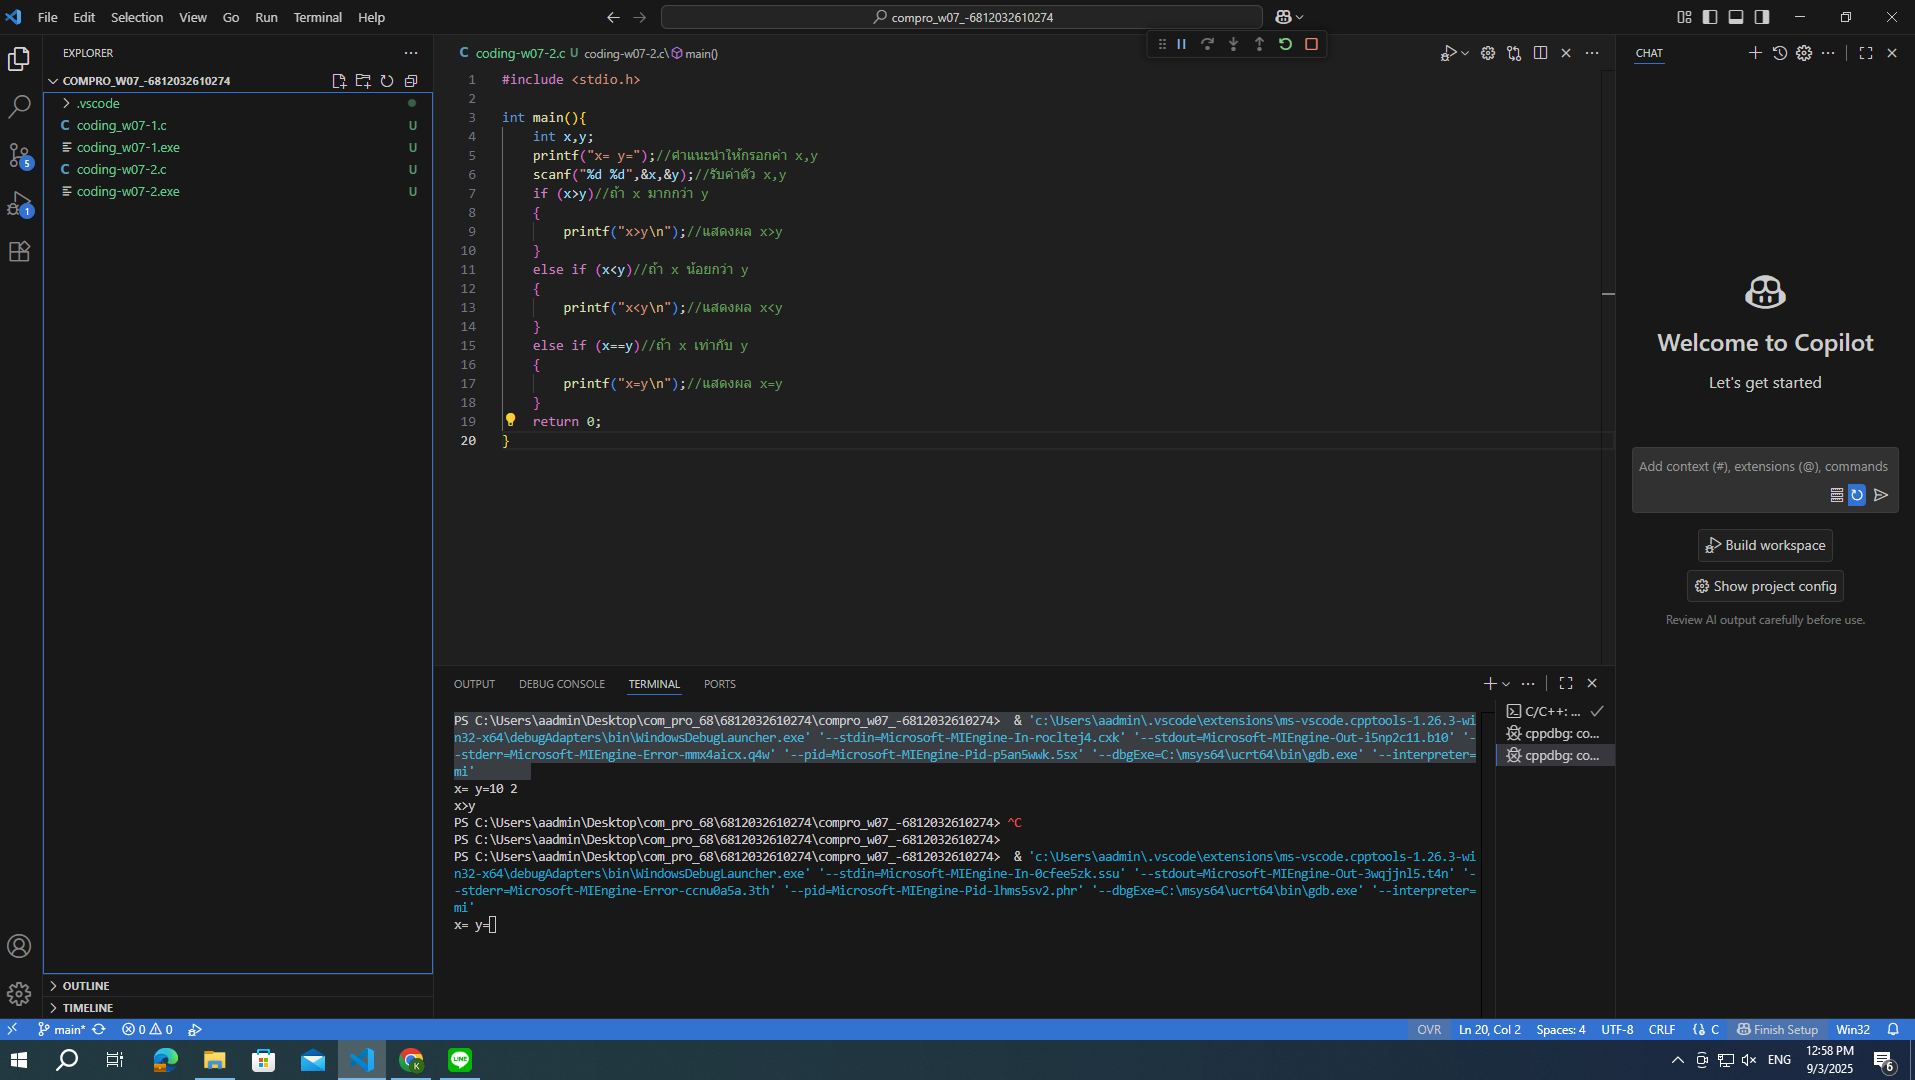 File Edit Selection View Go Run Terminal Help
compro_w07_-6812032610274
EXPLORER
COMPRO_W07_-6812032610274
.vscode
coding_w07-1.c U
coding_w07-1.exe U
coding-w07-2.c U
coding-w07-2.exe U
OUTLINE
TIMELINE
5
1
C coding-w07-2.c U coding-w07-2.c\ main()
1 #include <stdio.h>
2
3 int main(){
4 int x,y;
5 printf("x= y=");//คำแนะนำให้กรอกค่า x,y
6 scanf("%d %d",&x,&y);//รับค่าตัว x,y
7 if (x>y)//ถ้า x มากกว่า y
8 {
9 printf("x>y\n");//แสดงผล x>y
10 }
11 else if (x<y)//ถ้า x น้อยกว่า y
12 {
13 printf("x<y\n");//แสดงผล x<y
14 }
15 else if (x==y)//ถ้า x เท่ากับ y
16 {
17 printf("x=y\n");//แสดงผล x=y
18 }
19 return 0;
20 }
OUTPUT DEBUG CONSOLE TERMINAL PORTS
PS C:\Users\aadmin\Desktop\com_pro_68\6812032610274\compro_w07_-6812032610274> & 'c:\Users\aadmin\.vscode\extensions\ms-vscode.cpptools-1.26.3-wi
n32-x64\debugAdapters\bin\WindowsDebugLauncher.exe' '--stdin=Microsoft-MIEngine-In-rocltej4.cxk' '--stdout=Microsoft-MIEngine-Out-i5np2c11.b10' '-
-stderr=Microsoft-MIEngine-Error-mmx4aicx.q4w' '--pid=Microsoft-MIEngine-Pid-p5an5wwk.5sx' '--dbgExe=C:\msys64\ucrt64\bin\gdb.exe' '--interpreter=
mi'
x= y=10 2
x>y
PS C:\Users\aadmin\Desktop\com_pro_68\6812032610274\compro_w07_-6812032610274> ^C
PS C:\Users\aadmin\Desktop\com_pro_68\6812032610274\compro_w07_-6812032610274>
PS C:\Users\aadmin\Desktop\com_pro_68\6812032610274\compro_w07_-6812032610274> & 'c:\Users\aadmin\.vscode\extensions\ms-vscode.cpptools-1.26.3-wi
n32-x64\debugAdapters\bin\WindowsDebugLauncher.exe' '--stdin=Microsoft-MIEngine-In-0cfee5zk.ssu' '--stdout=Microsoft-MIEngine-Out-3wqjjnl5.t4n' '-
-stderr=Microsoft-MIEngine-Error-ccnu0a5a.3th' '--pid=Microsoft-MIEngine-Pid-lhms5sv2.phr' '--dbgExe=C:\msys64\ucrt64\bin\gdb.exe' '--interpreter=
mi'
x= y=
C/C++: ...
cppdbg: co...
cppdbg: co...
CHAT
Welcome to Copilot
Let's get started
Add context (#), extensions (@), commands
Build workspace
Show project config
Review AI output carefully before use.
main* 0 0
OVR Ln 20, Col 2 Spaces: 4 UTF-8 CRLF {} C Finish Setup Win32
ENG
12:58 PM
9/3/2025
6